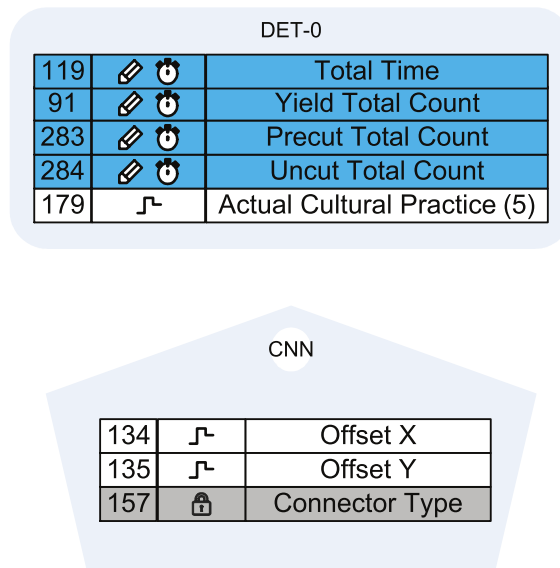 DET-0
119 Total Time
91 Yield Total Count
283 Precut Total Count
284 Uncut Total Count
179 Actual Cultural Practice (5)
CNN
134 Offset X
135 Offset Y
157 Connector Type